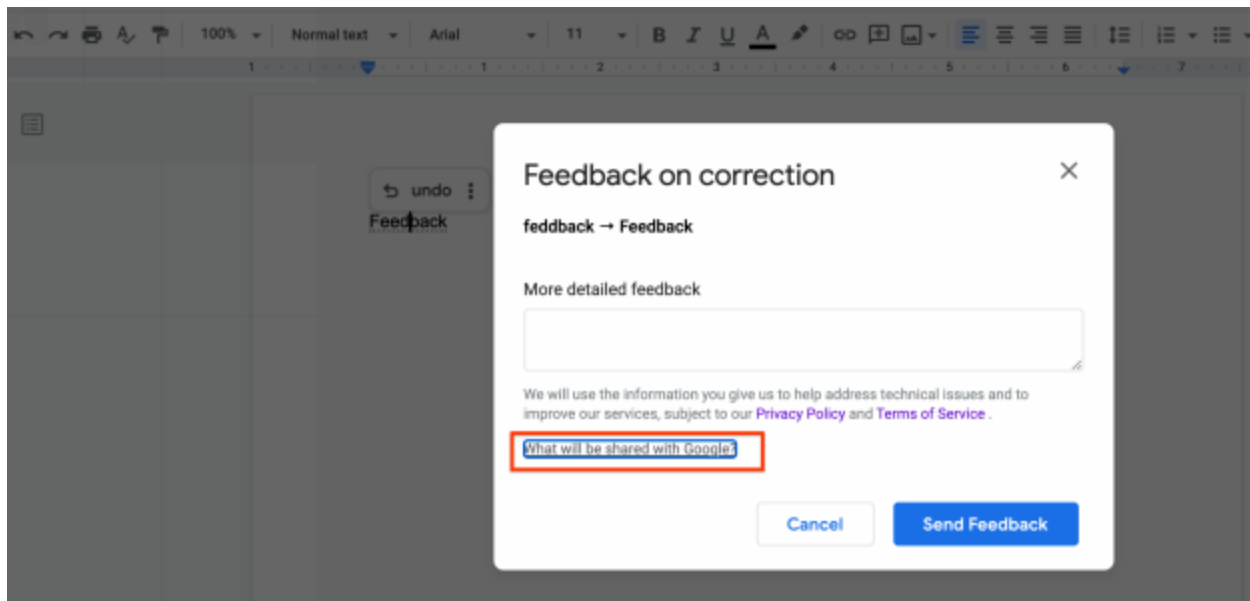 100% Normal text Arial 11 B I U A
1 1 2 3 4 5 6 7
undo
Feedback
Feedback on correction
feddback → Feedback
More detailed feedback
We will use the information you give us to help address technical issues and to
improve our services, subject to our Privacy Policy and Terms of Service .
What will be shared with Google?
Cancel Send Feedback